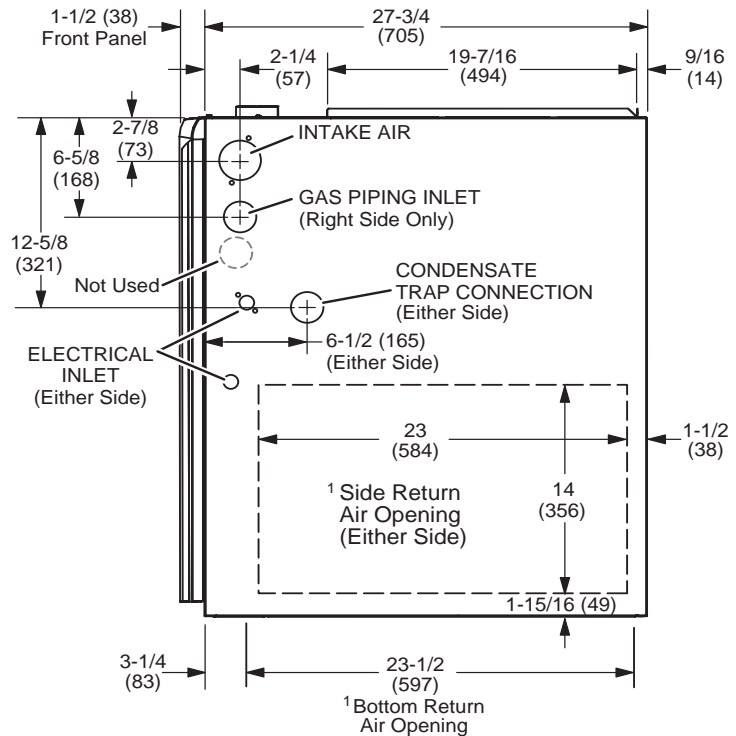 1-1/2 (38)
Front Panel
27-3/4
(705)
2-1/4
(57)
19-7/16
(494)
9/16
(14)
2-7/8
(73)
INTAKE AIR
6-5/8
(168)
GAS PIPING INLET
(Right Side Only)
12-5/8
(321)
Not Used
CONDENSATE
TRAP CONNECTION
(Either Side)
6-1/2 (165)
(Either Side)
ELECTRICAL
INLET
(Either Side)
23
(584)
1-1/2
(38)
14
(356)
1 Side Return
Air Opening
(Either Side)
1-15/16 (49)
3-1/4
(83)
23-1/2
(597)
1 Bottom Return
Air Opening